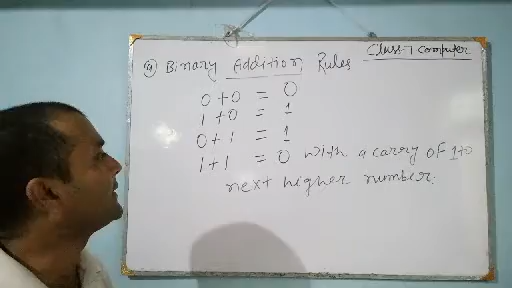 Class-7 Computer
Binary Addition Rules
0 + 0 = 0
1 + 0 = 1
0 + 1 = 1
1 + 1 = 0 with a carry of 1 to
next higher number.